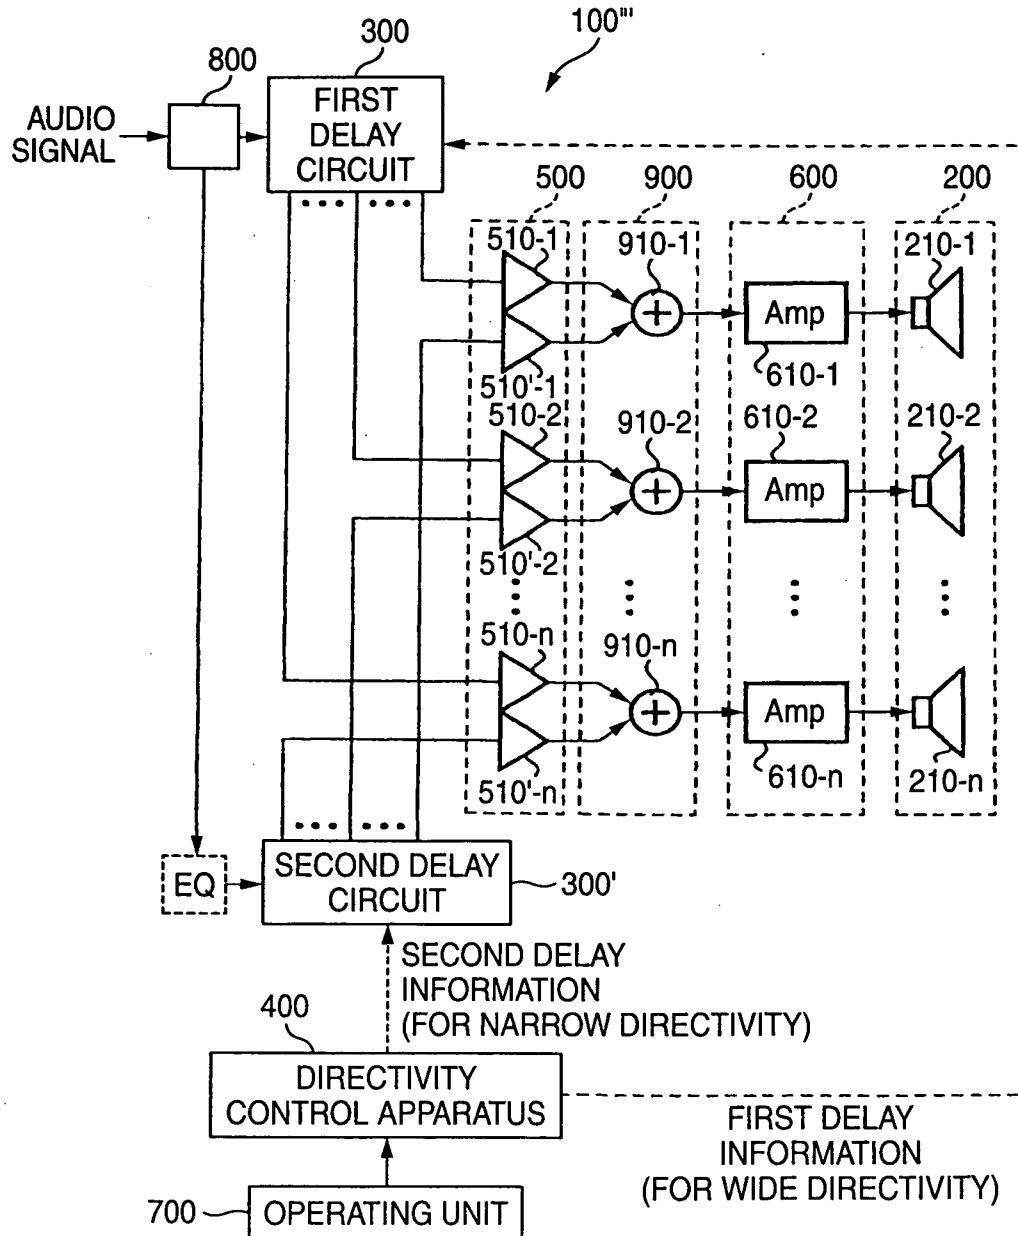 100'''
300
800
FIRST
DELAY
CIRCUIT
AUDIO
SIGNAL
500
900
600
200
510-1
910-1
210-1
Amp
510'-1
610-1
510-2
910-2
610-2
210-2
Amp
510'-2
510-n
910-n
Amp
510'-n
610-n
210-n
EQ
SECOND DELAY
CIRCUIT
300'
SECOND DELAY
INFORMATION
(FOR NARROW DIRECTIVITY)
400
DIRECTIVITY
CONTROL APPARATUS
FIRST DELAY
INFORMATION
(FOR WIDE DIRECTIVITY)
700
OPERATING UNIT